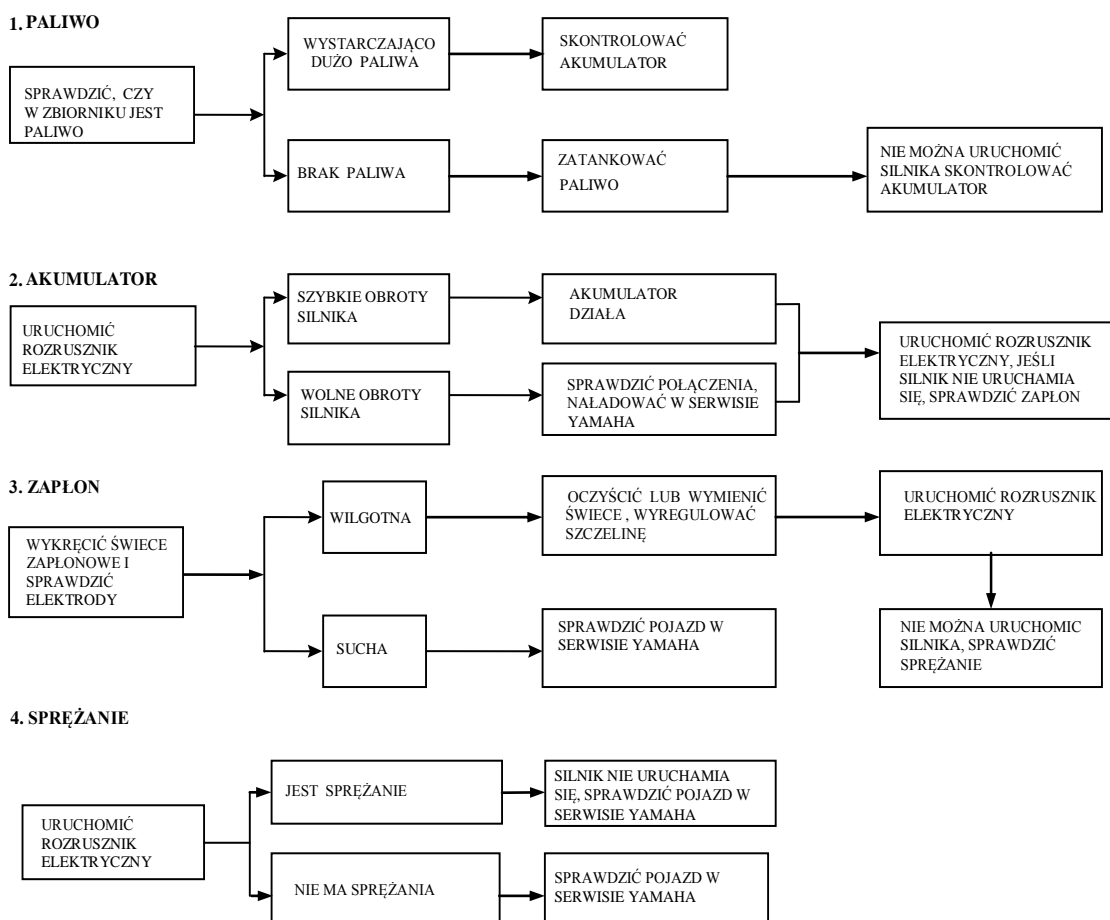 1. PALIWO
SPRAWDZIĆ, CZY
W ZBIORNIKU JEST
PALIWO
WYSTARCZAJĄCO
DUŻO PALIWA
SKONTROLOWAĆ
AKUMULATOR
BRAK PALIWA
ZATANKOWAĆ
PALIWO
NIE MOŻNA URUCHOMIĆ
SILNIKA SKONTROLOWAĆ
AKUMULATOR
2. AKUMULATOR
URUCHOMIĆ
ROZRUSZNIK
ELEKTRYCZNY
SZYBKIE OBROTY
SILNIKA
AKUMULATOR
DZIAŁA
WOLNE OBROTY
SILNIKA
SPRAWDZIĆ POŁĄCZENIA,
NAŁADOWAĆ W SERWISIE
YAMAHA
URUCHOMIĆ ROZRUSZNIK
ELEKTRYCZNY, JEŚLI
SILNIK NIE URUCHAMIA
SIĘ, SPRAWDZIĆ ZAPŁON
3. ZAPŁON
WYKRĘCIĆ ŚWIECE
ZAPŁONOWE I
SPRAWDZIĆ
ELEKTRODY
WILGOTNA
OCZYŚCIĆ LUB WYMIENIĆ
ŚWIECE , WYREGULOWAĆ
SZCZELINĘ
URUCHOMIĆ ROZRUSZNIK
ELEKTRYCZNY
SUCHA
SPRAWDZIĆ POJAZD W
SERWISIE YAMAHA
NIE MOŻNA URUCHOMIC
SILNIKA, SPRAWDZIĆ
SPRĘŻANIE
4. SPRĘŻANIE
URUCHOMIĆ
ROZRUSZNIK
ELEKTRYCZNY
JEST SPRĘŻANIE
SILNIK NIE URUCHAMIA
SIĘ, SPRAWDZIĆ POJAZD W
SERWISIE YAMAHA
NIE MA SPRĘŻANIA
SPRAWDZIĆ POJAZD W
SERWISIE YAMAHA